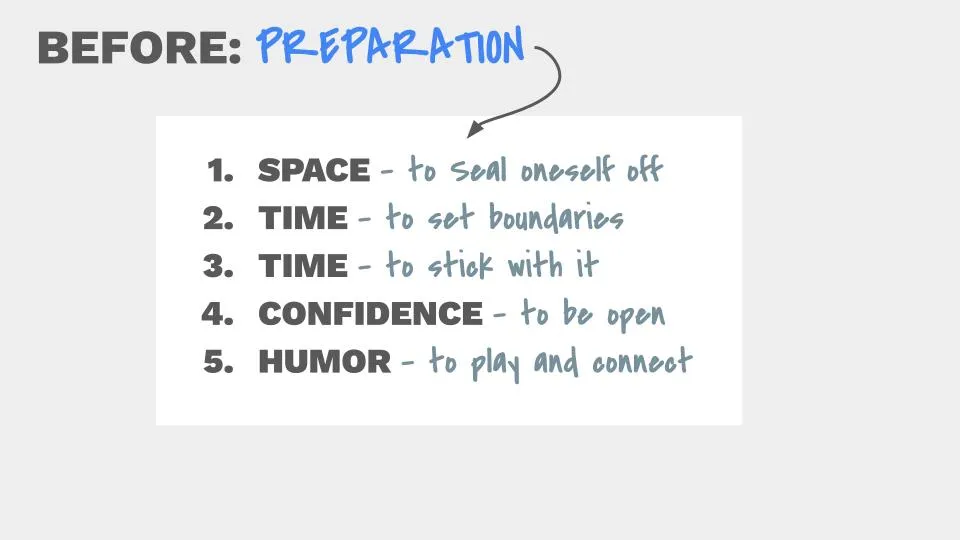 BEFORE: PREPARATION
1. SPACE - to seal oneself off
2. TIME - to set boundaries
3. TIME - to stick with it
4. CONFIDENCE - to be open
5. HUMOR - to play and connect